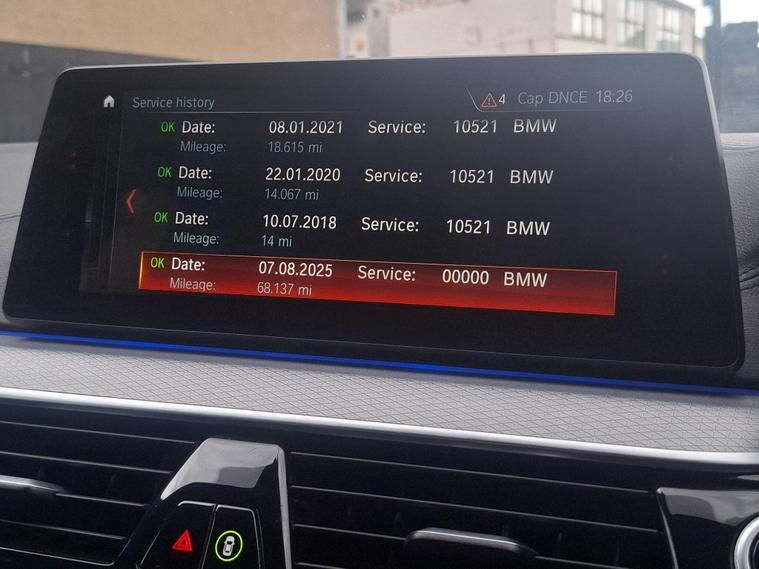 Service history
4 Cap DNCE 18:26
OK Date: 08.01.2021 Service: 10521 BMW
Mileage: 18.615 mi
OK Date: 22.01.2020 Service: 10521 BMW
Mileage: 14.067 mi
OK Date: 10.07.2018 Service: 10521 BMW
Mileage: 14 mi
OK Date: 07.08.2025 Service: 00000 BMW
Mileage: 68.137 mi